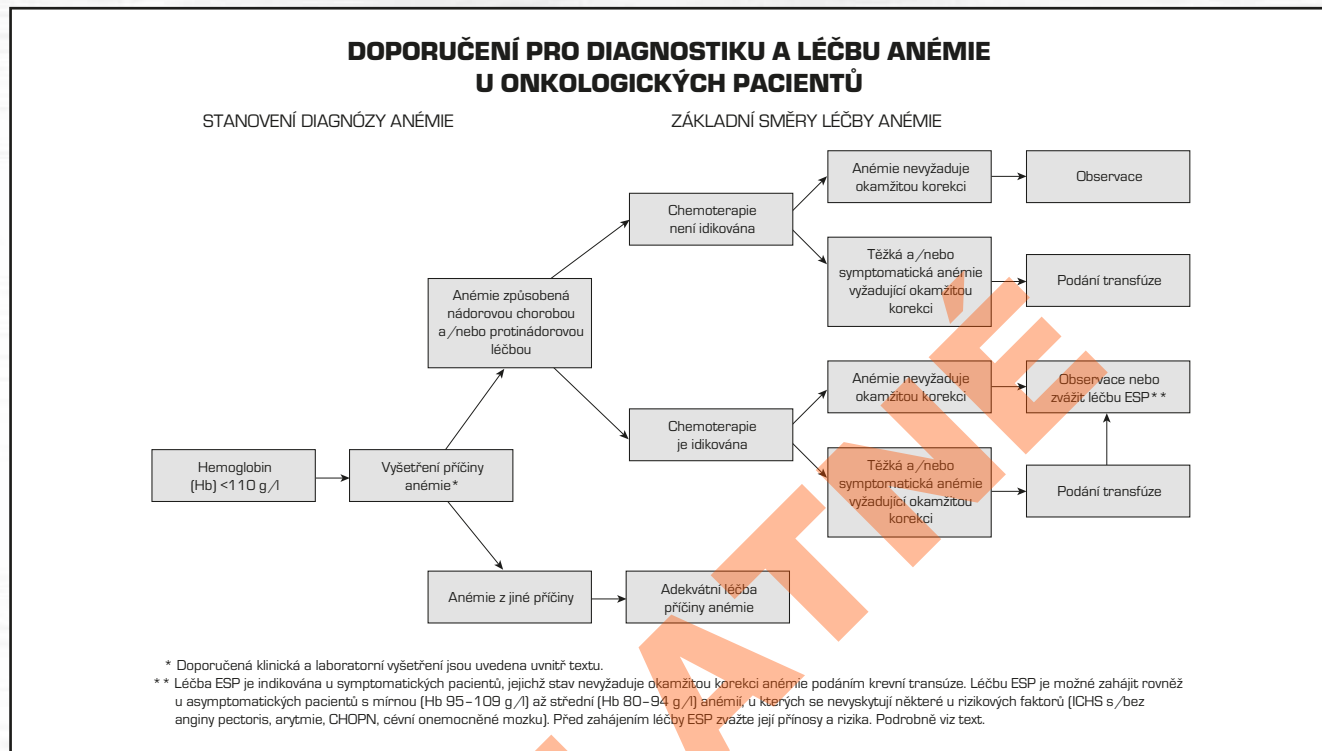 DOPORUČENÍ PRO DIAGNOSTIKU A LÉČBU ANÉMIE
U ONKOLOGICKÝCH PACIENTŮ
STANOVENÍ DIAGNÓZY ANÉMIE
ZÁKLADNÍ SMĚRY LÉČBY ANÉMIE
Anémie nevyžaduje
okamžitou korekci
Observace
Chemoterapie
není idikována
Těžká a/nebo
symptomatická anémie
vyžadující okamžitou
korekci
Podání transfúze
Anémie způsobená
nádorovou chorobou
a/nebo protinádorovou
léčbou
Anémie nevyžaduje
okamžitou korekci
Observace nebo
zvážit léčbu ESP**
Chemoterapie
je idikována
Těžká a/nebo
symptomatická anémie
vyžadující okamžitou
korekci
Podání transfúze
Hemoglobin
(Hb) <110 g/l
Vyšetření příčiny
anémie*
Anémie z jiné příčiny
Adekvátní léčba
příčiny anémie
* Doporučená klinická a laboratorní vyšetření jsou uvedena uvnitř textu.
** Léčba ESP je indikována u symptomatických pacientů, jejichž stav nevyžaduje okamžitou korekci anémie podáním krevní transúze. Léčbu ESP je možné zahájit rovněž
u asymptomatických pacientů s mírnou (Hb 95–109 g/l) až střední (Hb 80–94 g/l) anémií, u kterých se nevyskytují některé u rizikových faktorů (ICHS s/bez
anginy pectoris, arytmie, CHOPN, cévní onemocněné mozku). Před zahájením léčby ESP zvažte její přínosy a rizika. Podrobně viz text.
ATNÉ